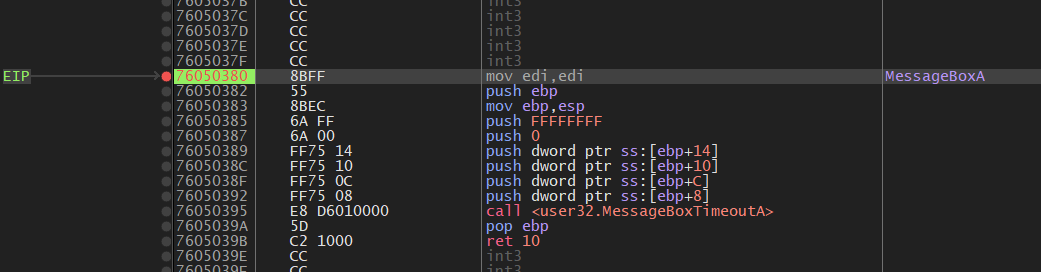 7605037B CC int3
7605037C CC int3
7605037D CC int3
7605037E CC int3
7605037F CC int3
EIP 76050380 8BFF mov edi,edi MessageBoxA
76050382 55 push ebp
76050383 8BEC mov ebp,esp
76050385 6A FF push FFFFFFFF
76050387 6A 00 push 0
76050389 FF75 14 push dword ptr ss:[ebp+14]
7605038C FF75 10 push dword ptr ss:[ebp+10]
7605038F FF75 0C push dword ptr ss:[ebp+C]
76050392 FF75 08 push dword ptr ss:[ebp+8]
76050395 E8 D6010000 call <user32.MessageBoxTimeoutA>
7605039A 5D pop ebp
7605039B C2 1000 ret 10
7605039E CC int3
7605039F CC int3